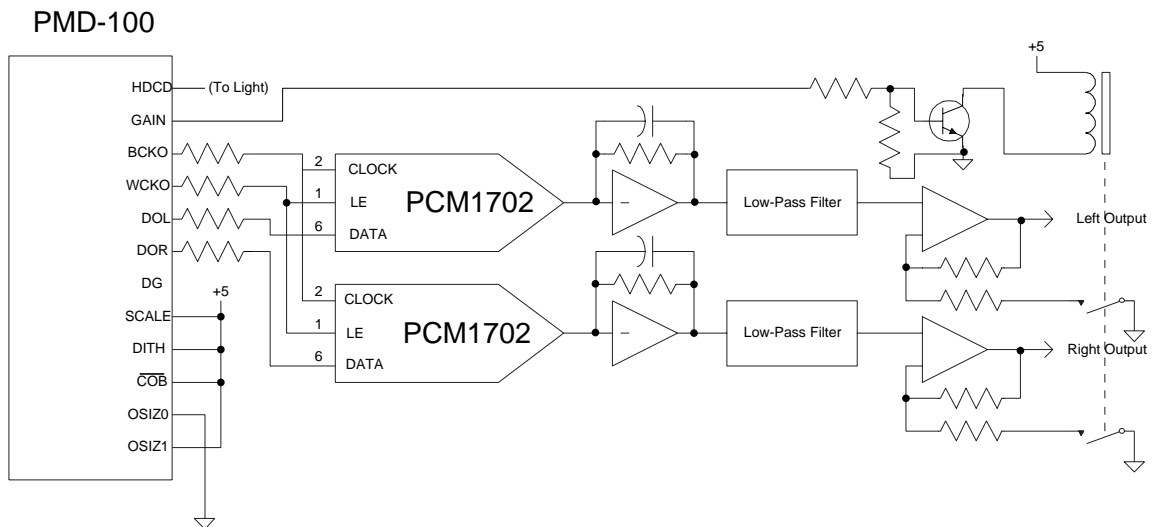 PMD-100
+5
HDCD (To Light)
GAIN
BCKO
WCKO
DOL
DOR
DG
+5
SCALE
DITH
COB
OSIZ0
OSIZ1
2 CLOCK
1 LE
6 DATA
PCM1702
2 CLOCK
1 LE
6 DATA
PCM1702
−
Low-Pass Filter
−
Low-Pass Filter
Left Output
Right Output